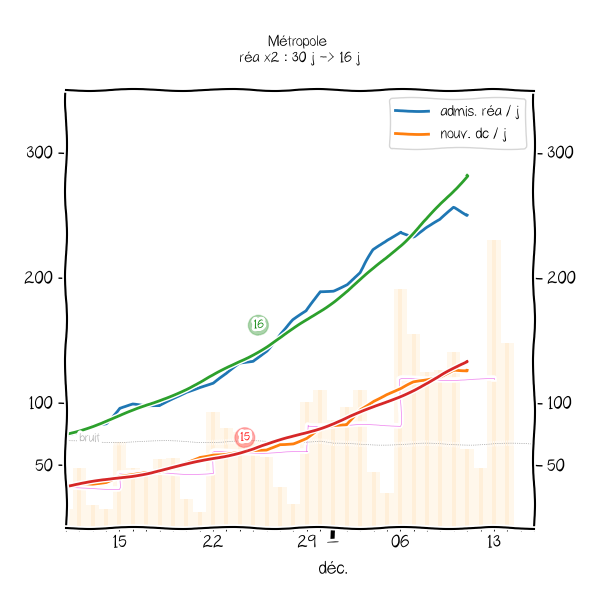 Métropole
réa x2 : 30 j -> 16 j
admis. réa / j
nouv. dc / j
300
300
200
200
16
100
100
bruit
15
50
50
15
22
29
06
13
déc.